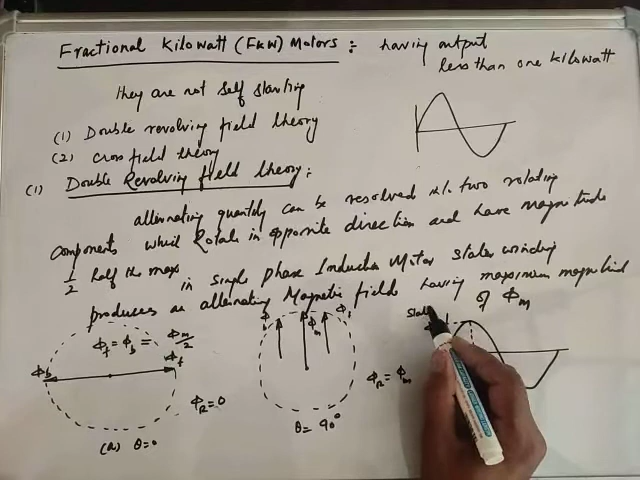 Fractional Kilowatt (FKW) Motors : having output
less than one kilowatt
they are not self starting
(1) Double revolving field theory
(2) cross field theory
(1) Double Revolving field theory :
alternating quantity can be resolved into two rotating
components which Rotate in opposite direction and have magnitude
1/2 half the max
in single phase Induction Motor stator winding
produces an alternating Magnetic field having maximum magnitude
of Φm
Φf = Φb = Φm/2
Φb Φf
ΦR = 0
(a) θ = 0
Φb Φm Φf
ΦR = Φm
θ = 90°